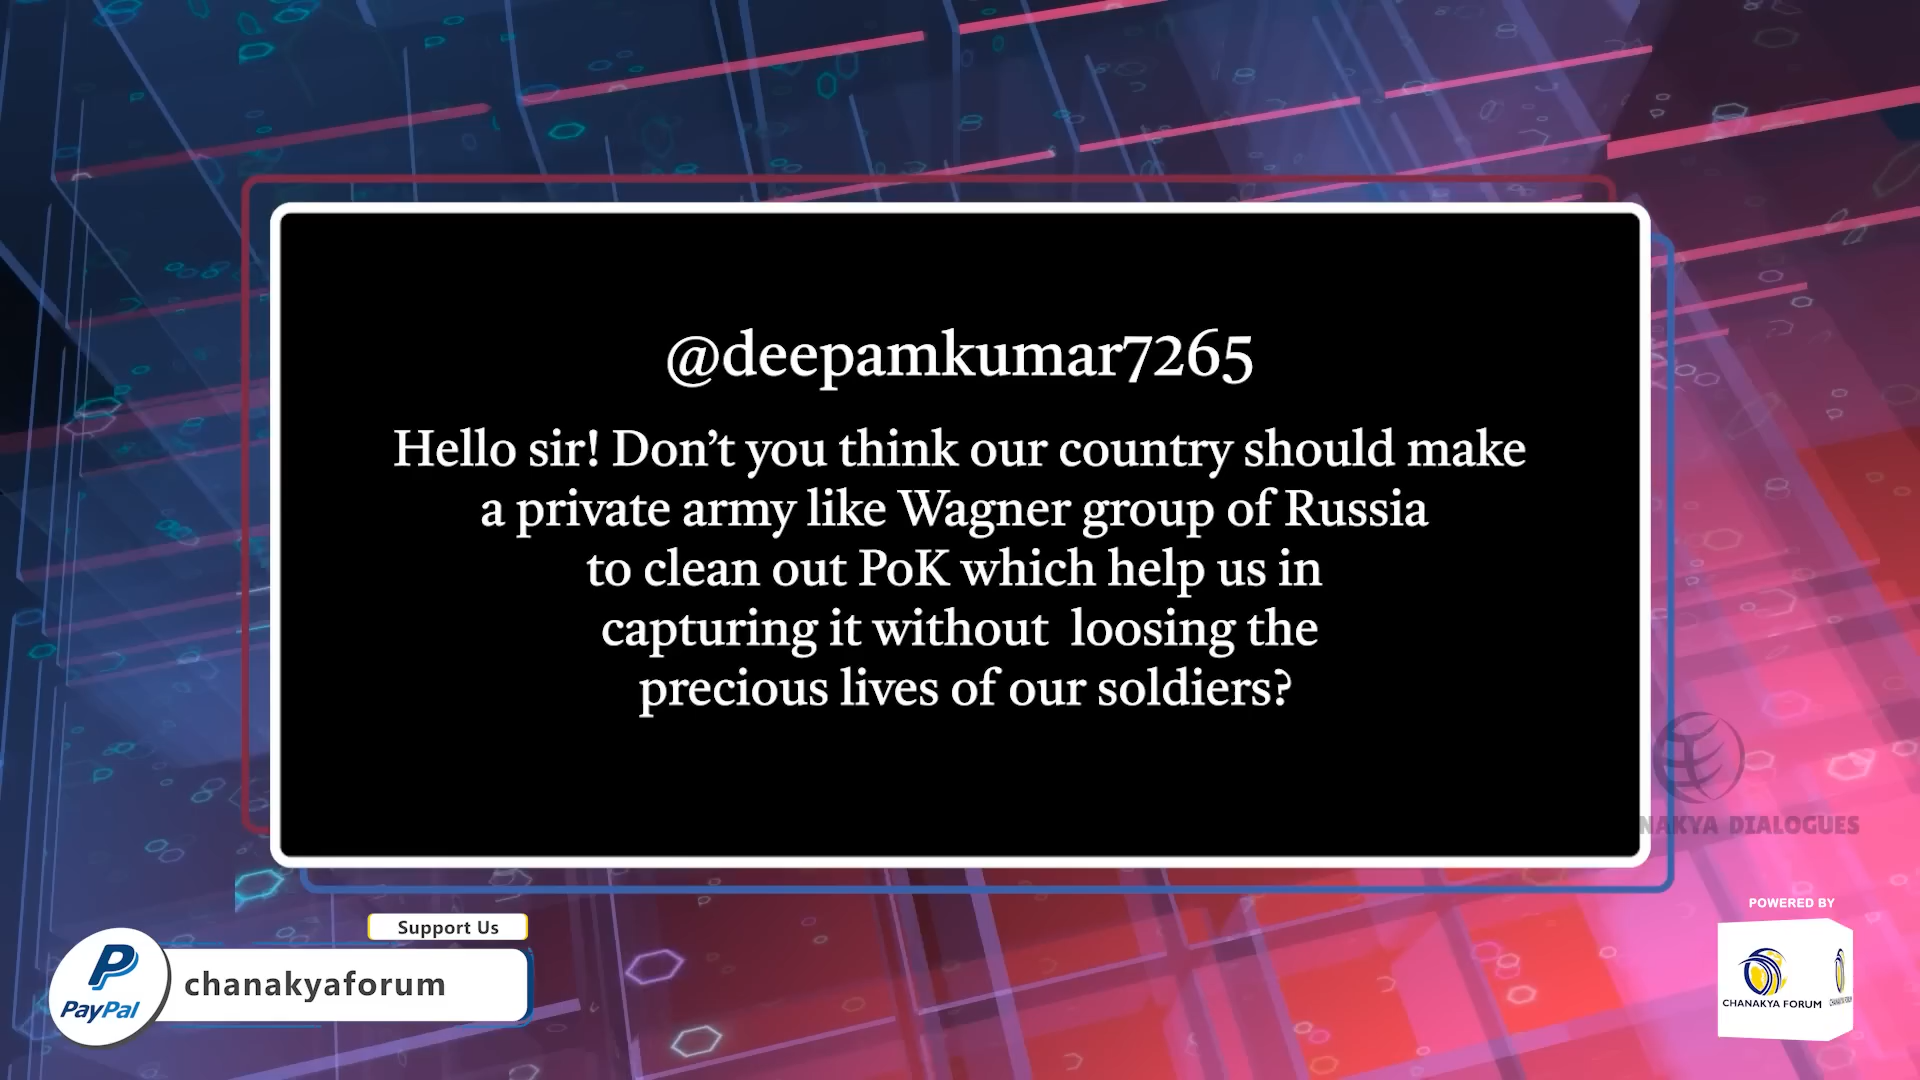 @deepamkumar7265
Hello sir! Don’t you think our country should make
a private army like Wagner group of Russia
to clean out PoK which help us in
capturing it without  loosing the
precious lives of our soldiers?
NAKYA DIALOGUES
POWERED BY
CHANAKYA FORUM
Support Us
PayPal
chanakyaforum